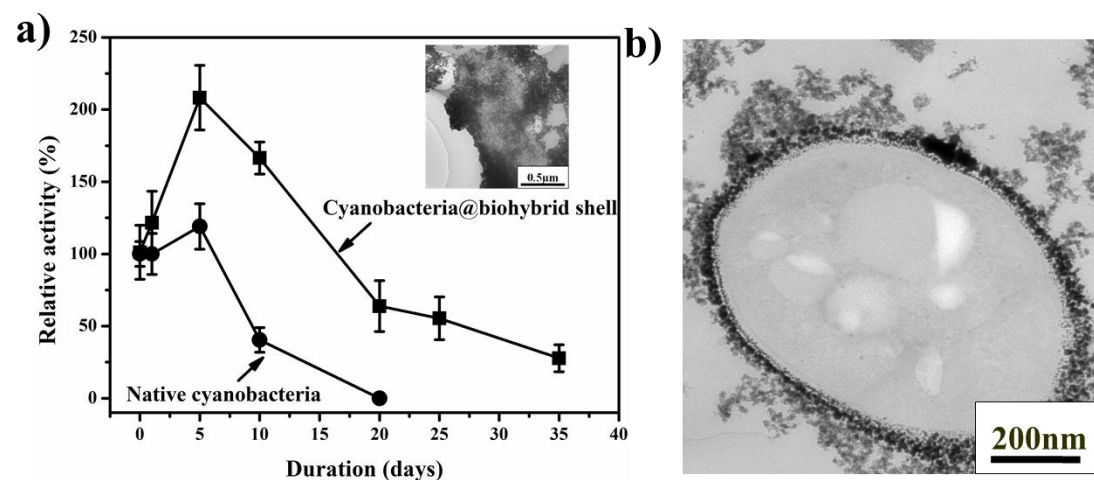 a)
250
200
150
100
50
0
Relative activity (%)
0 5 10 15 20 25 30 35 40
Duration (days)
0.5μm
Cyanobacteria@biohybrid shell
Native cyanobacteria
b)
200nm